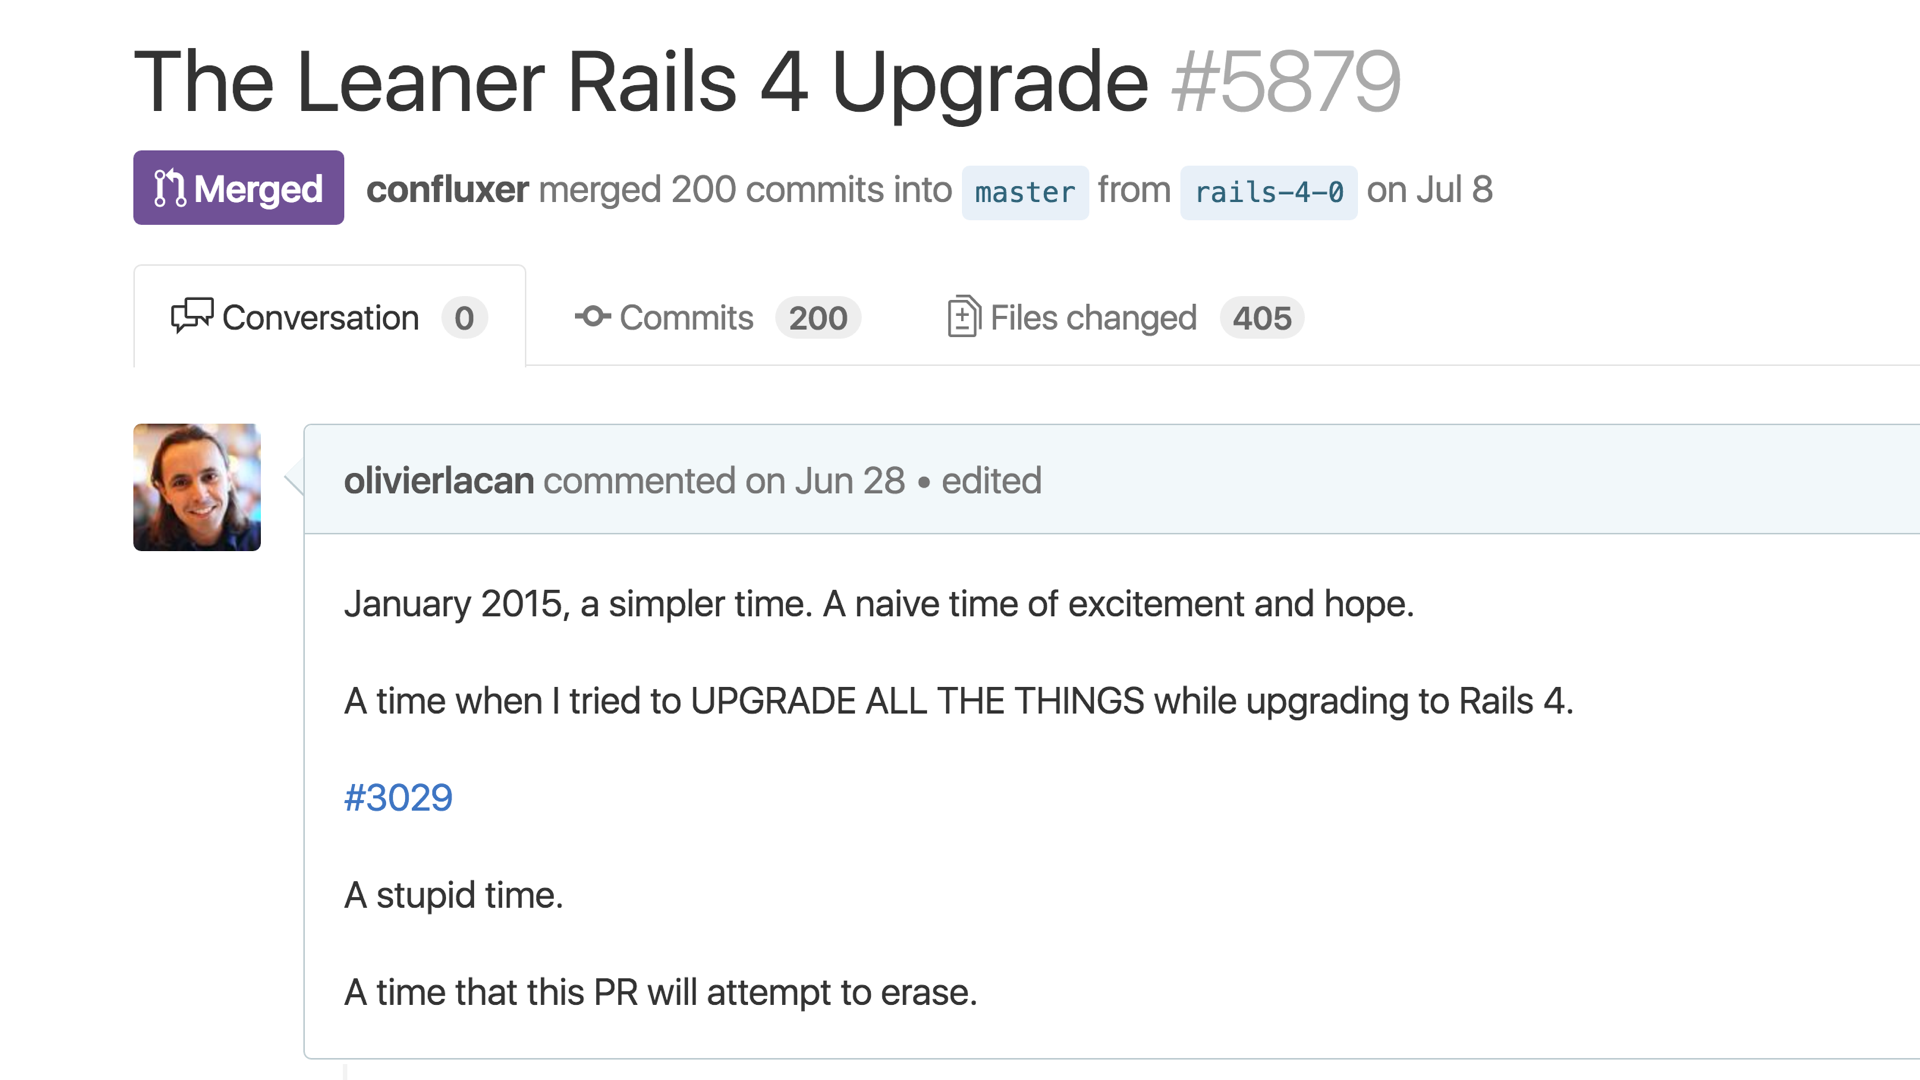 The Leaner Rails 4 Upgrade #5879
Merged confluxer merged 200 commits into master from rails-4-0 on Jul 8
Conversation 0 Commits 200 Files changed 405
olivierlacan commented on Jun 28 • edited
January 2015, a simpler time. A naive time of excitement and hope.
A time when I tried to UPGRADE ALL THE THINGS while upgrading to Rails 4.
#3029
A stupid time.
A time that this PR will attempt to erase.